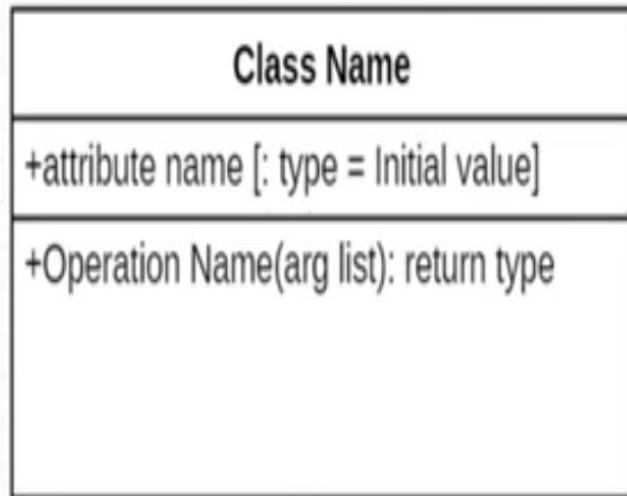 Class Name
+attribute name [: type = Initial value]
+Operation Name(arg list): return type